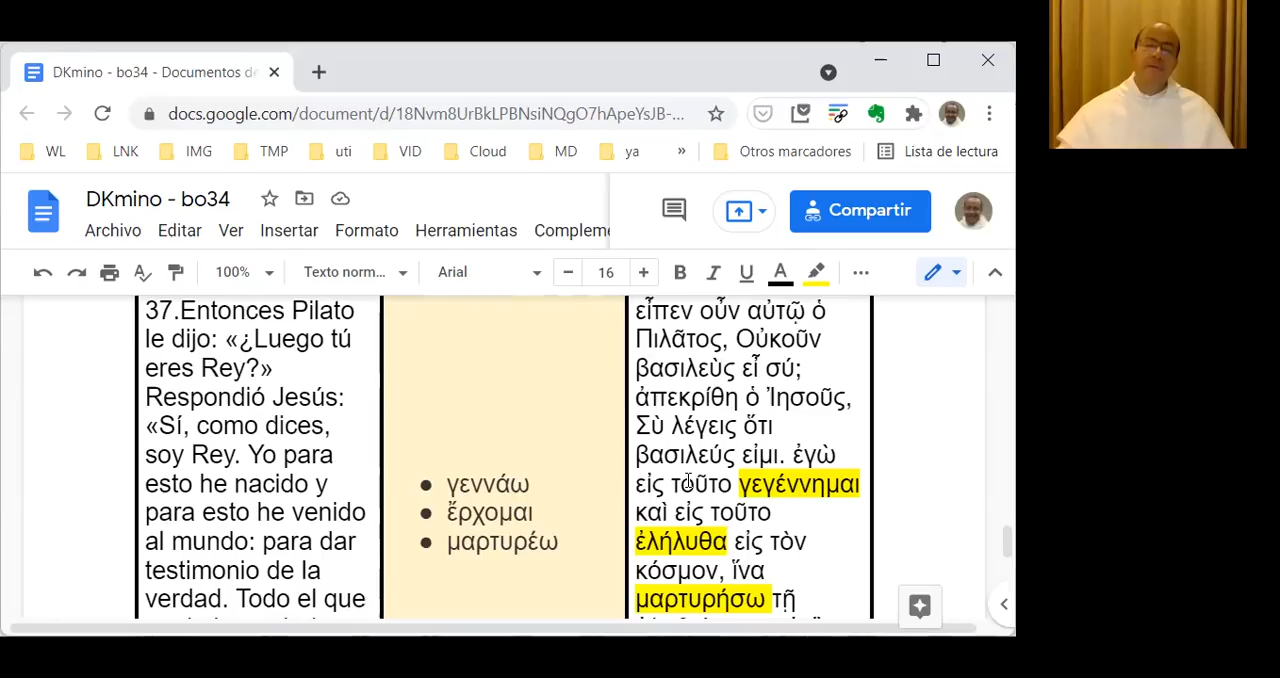 DKmino - bo34 - Documentos de
docs.google.com/document/d/18Nvm8UrBkLPBNsiNQgO7hApeYsJB-...
WL LNK IMG TMP uti VID Cloud MD ya » Otros marcadores Lista de lectura
DKmino - bo34
Compartir
Archivo Editar Ver Insertar Formato Herramientas Compleme
100% Texto norm... Arial 16 B I U A
37.Entonces Pilato
le dijo: «¿Luego tú
eres Rey?»
Respondió Jesús:
«Sí, como dices,
soy Rey. Yo para
esto he nacido y
para esto he venido
al mundo: para dar
testimonio de la
verdad. Todo el que
γεννάω
ἔρχομαι
μαρτυρέω
εἶπεν οὖν αὐτῷ ὁ
Πιλᾶτος, Οὐκοῦν
βασιλεὺς εἶ σύ;
ἀπεκρίθη ὁ Ἰησοῦς,
Σὺ λέγεις ὅτι
βασιλεύς εἰμι. ἐγὼ
εἰς τοῦτο γεγέννημαι
καὶ εἰς τοῦτο
ἐλήλυθα εἰς τὸν
κόσμον, ἵνα
μαρτυρήσω τῇ